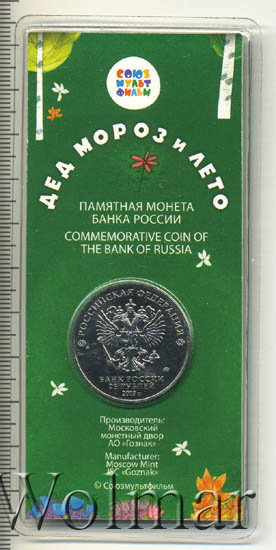 СОЮЗ
МУЛЬТ
ФИЛЬМ
ДЕД МОРОЗ И ЛЕТО
ПАМЯТНАЯ МОНЕТА
БАНКА РОССИИ
COMMEMORATIVE COIN OF
THE BANK OF RUSSIA
РОССИЙСКАЯ ФЕДЕРАЦИЯ
БАНК РОССИИ
25 РУБЛЕЙ
2019 г.
Производитель:
Московский
монетный двор
АО «Гознак»
Manufacturer:
Moscow Mint
JSC «Goznak»
© Союзмультфильм
Wolmar